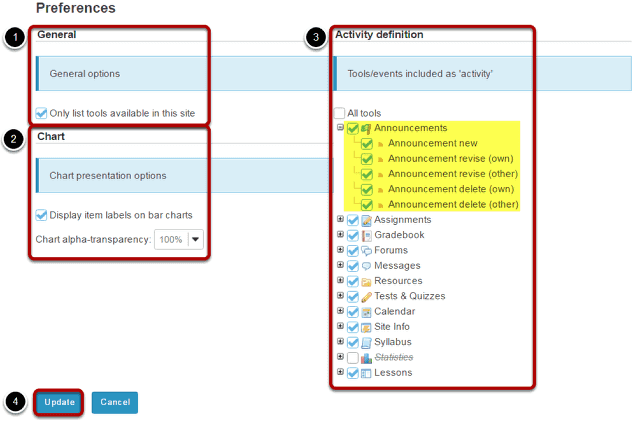 Preferences
1
General
General options
Only list tools available in this site
2
Chart
Chart presentation options
Display item labels on bar charts
Chart alpha-transparency: 100%
3
Activity definition
Tools/events included as 'activity'
All tools
Announcements
Announcement new
Announcement revise (own)
Announcement revise (other)
Announcement delete (own)
Announcement delete (other)
Assignments
Gradebook
Forums
Messages
Resources
Tests & Quizzes
Calendar
Site Info
Syllabus
Statistics
Lessons
4
Update
Cancel